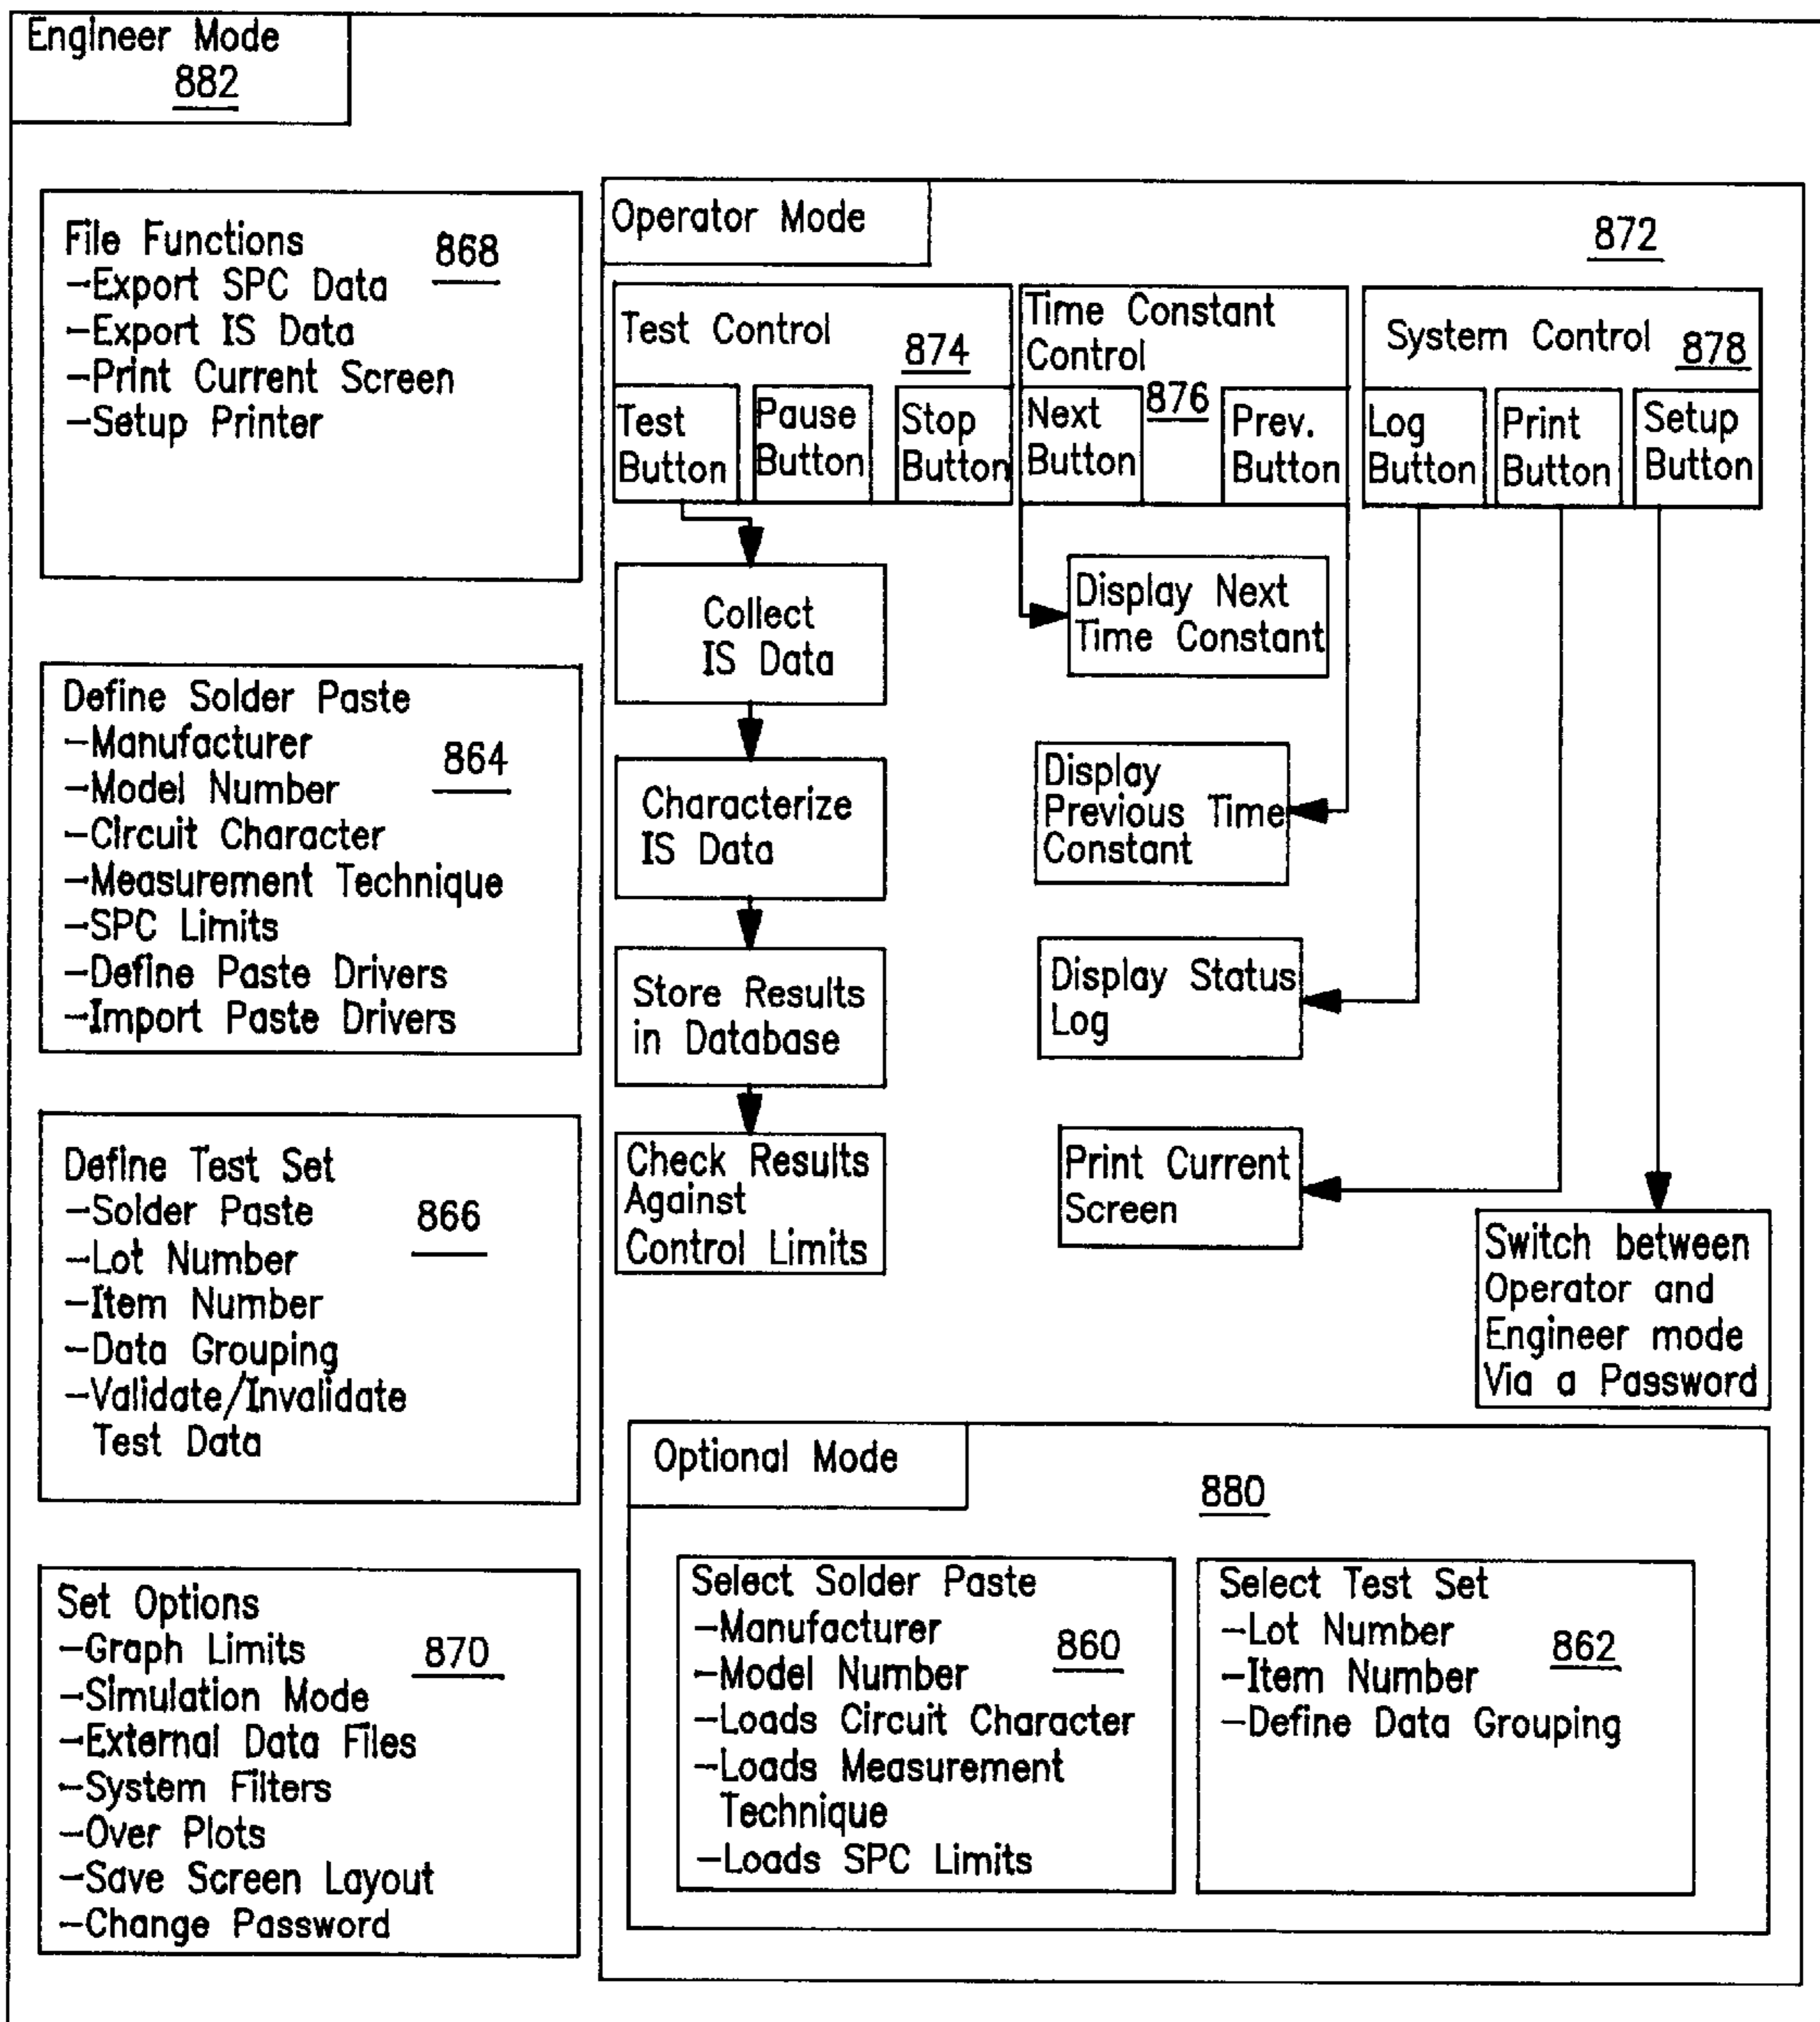 Engineer Mode
882
File Functions
868
-Export SPC Data
-Export IS Data
-Print Current Screen
-Setup Printer
Define Solder Paste
-Manufacturer
864
-Model Number
-Circuit Character
-Measurement Technique
-SPC Limits
-Define Paste Drivers
-Import Paste Drivers
Define Test Set
-Solder Paste
866
-Lot Number
-Item Number
-Data Grouping
-Validate/Invalidate
Test Data
Set Options
-Graph Limits
870
-Simulation Mode
-External Data Files
-System Filters
-Over Plots
-Save Screen Layout
-Change Password
Operator Mode
872
Test Control
874
Test
Button
Pause
Button
Stop
Button
Time Constant
Control
876
Next
Button
Prev.
Button
System Control
878
Log
Button
Print
Button
Setup
Button
Collect
IS Data
Characterize
IS Data
Store Results
in Database
Check Results
Against
Control Limits
Display Next
Time Constant
Display
Previous Time
Constant
Display Status
Log
Print Current
Screen
Switch between
Operator and
Engineer mode
Via a Password
Optional Mode
880
Select Solder Paste
-Manufacturer
860
-Model Number
-Loads Circuit Character
-Loads Measurement
Technique
-Loads SPC Limits
Select Test Set
-Lot Number
862
-Item Number
-Define Data Grouping